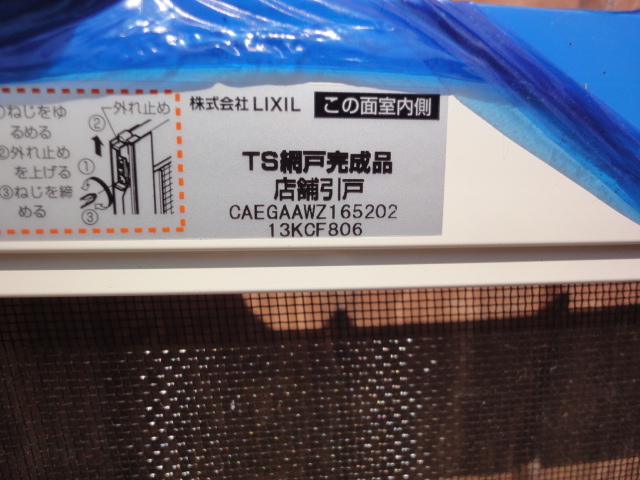 ①ねじをゆ
るめる
②外れ止め
を上げる
③ねじを締
める
外れ止め
②
①
③
株式会社 LIXIL
この面室内側
TS網戸完成品
店舗引戸
CAEGAAWZ165202
13KCF806